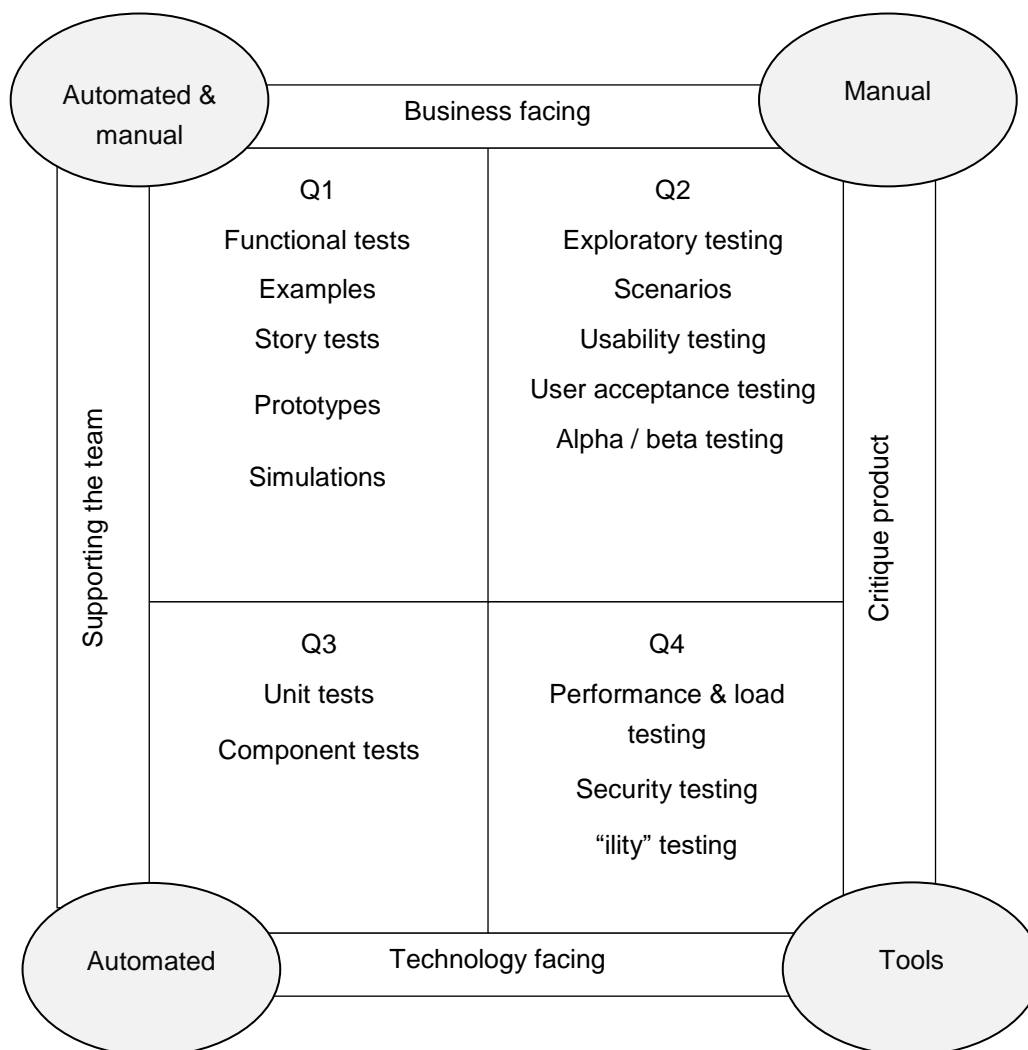 Automated &
manual
Business facing
Manual
Q1
Functional tests
Examples
Story tests
Prototypes
Simulations
Q2
Exploratory testing
Scenarios
Usability testing
User acceptance testing
Alpha / beta testing
Supporting the team
Critique product
Q3
Unit tests
Component tests
Q4
Performance & load
testing
Security testing
“ility” testing
Automated
Technology facing
Tools